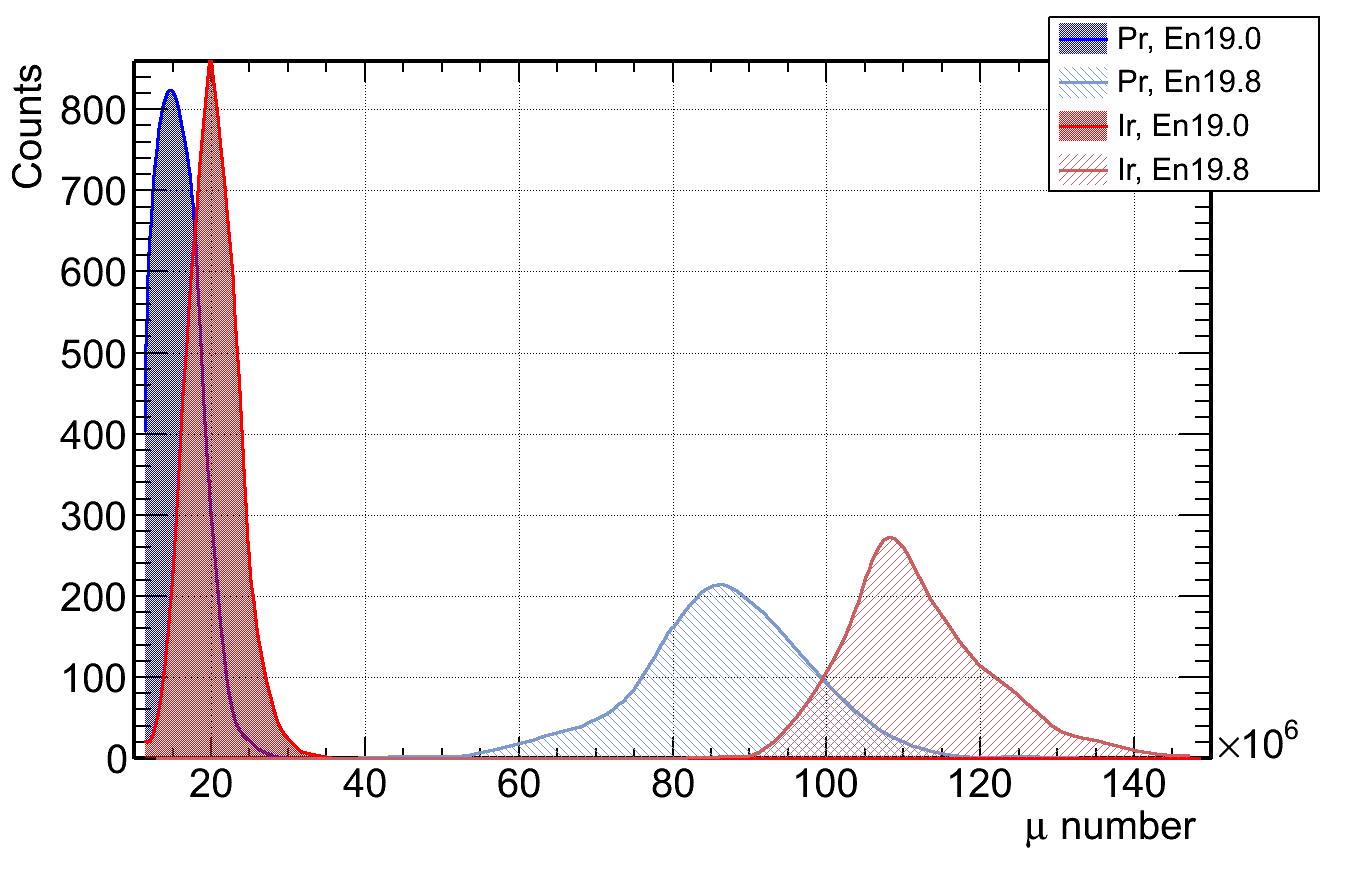 Pr, En19.0
Pr, En19.8
Ir, En19.0
Ir, En19.8
Counts
800
700
600
500
400
300
200
100
0
20 40 60 80 100 120 140
×10⁶
μ number